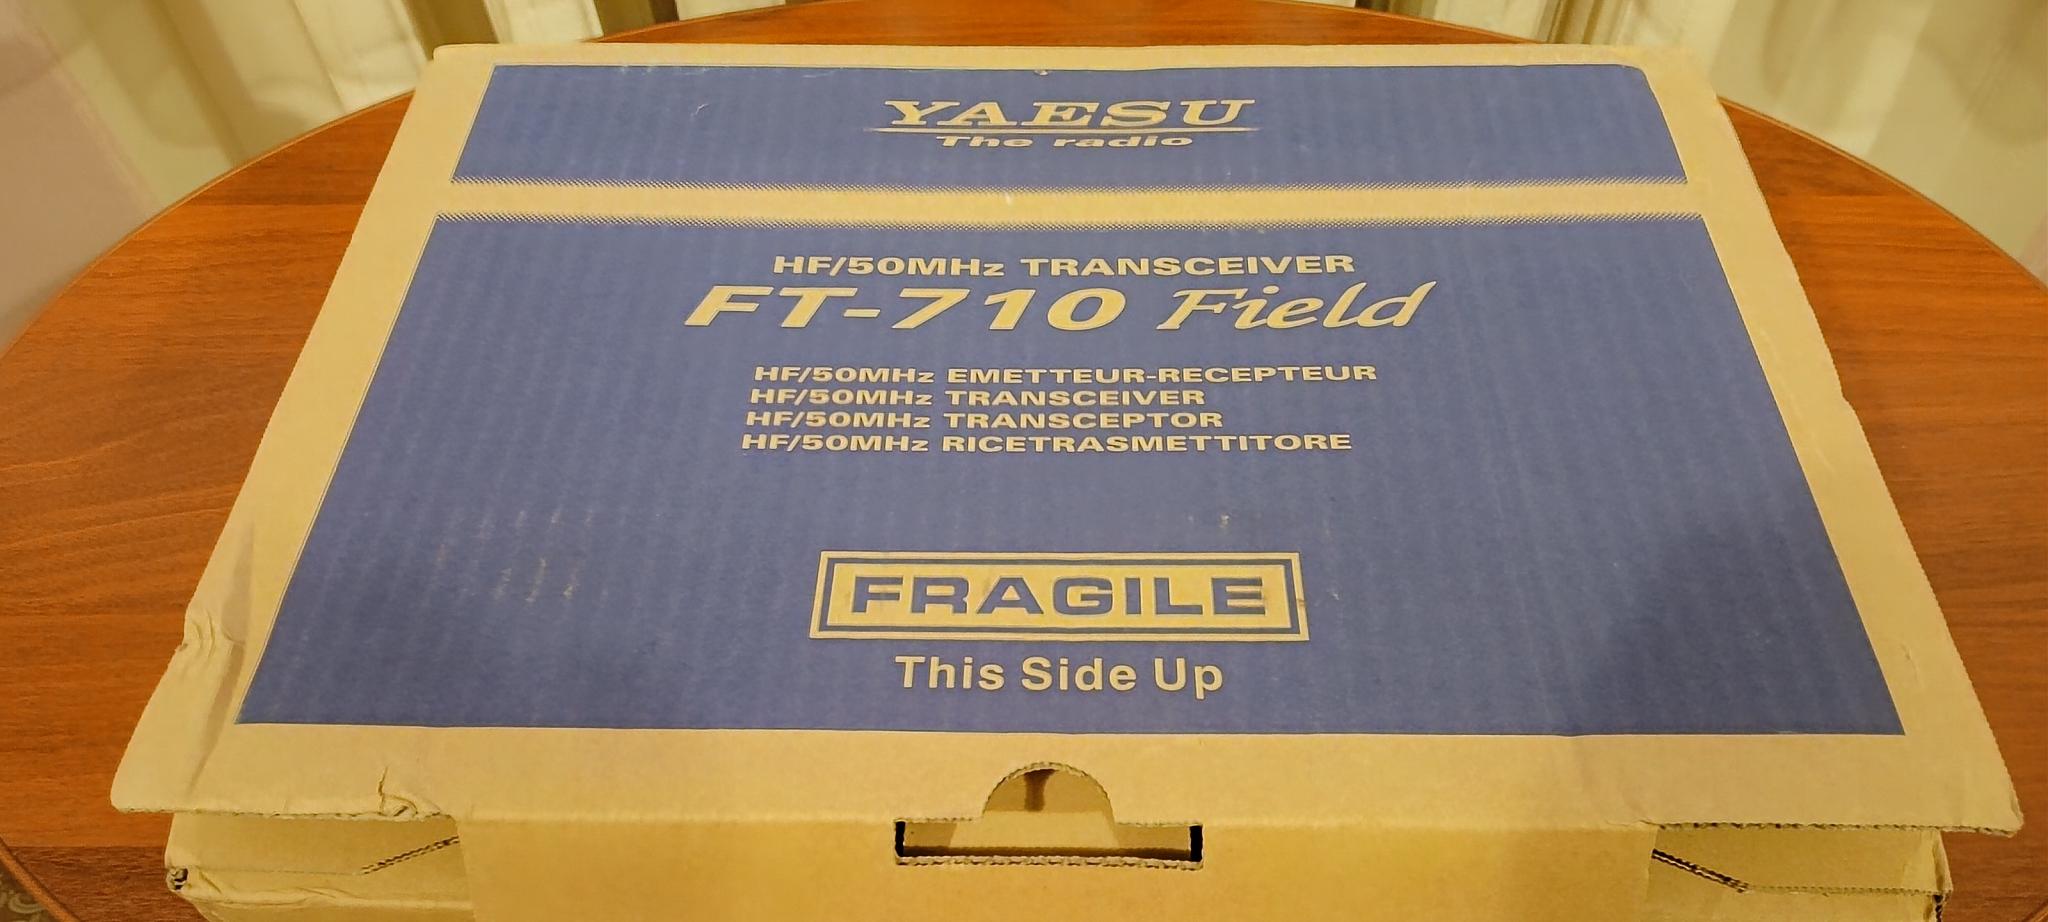 YAESU
The radio
HF/50MHz TRANSCEIVER
FT-710 Field
HF/50MHz EMETTEUR-RECEPTEUR
HF/50MHz TRANSCEIVER
HF/50MHz TRANSCEPTOR
HF/50MHz RICETRASMETTITORE
FRAGILE
This Side Up